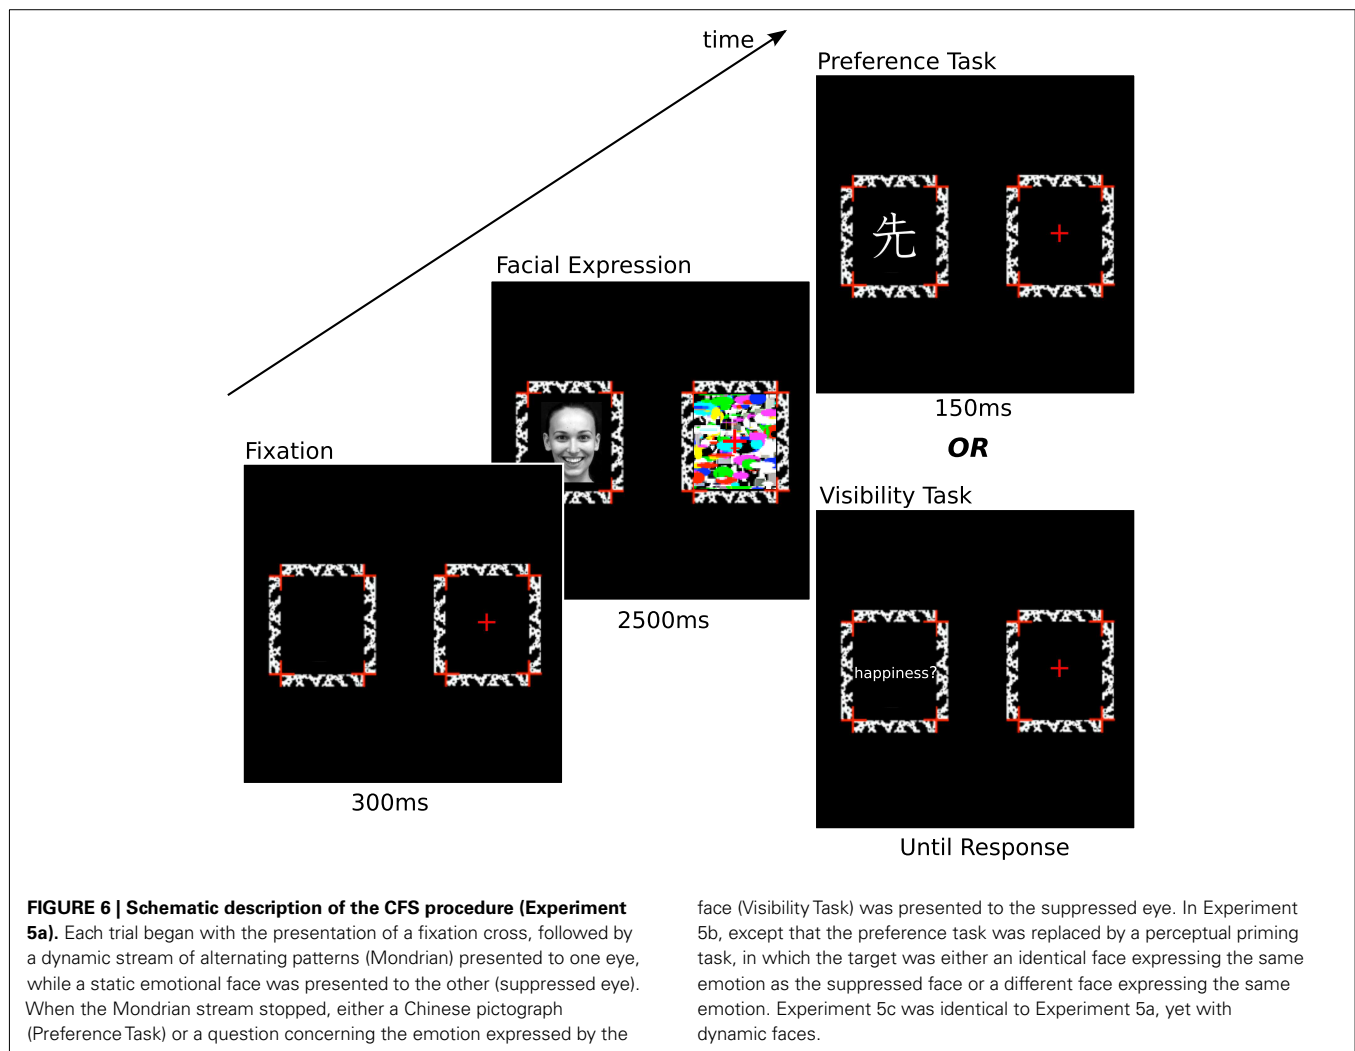 time
Preference Task
先
150ms
OR
Facial Expression
2500ms
Fixation
300ms
Visibility Task
happiness?
Until Response
FIGURE 6 | Schematic description of the CFS procedure (Experiment
5a). Each trial began with the presentation of a fixation cross, followed by
a dynamic stream of alternating patterns (Mondrian) presented to one eye,
while a static emotional face was presented to the other (suppressed eye).
When the Mondrian stream stopped, either a Chinese pictograph
(Preference Task) or a question concerning the emotion expressed by the
face (Visibility Task) was presented to the suppressed eye. In Experiment
5b, except that the preference task was replaced by a perceptual priming
task, in which the target was either an identical face expressing the same
emotion as the suppressed face or a different face expressing the same
emotion. Experiment 5c was identical to Experiment 5a, yet with
dynamic faces.